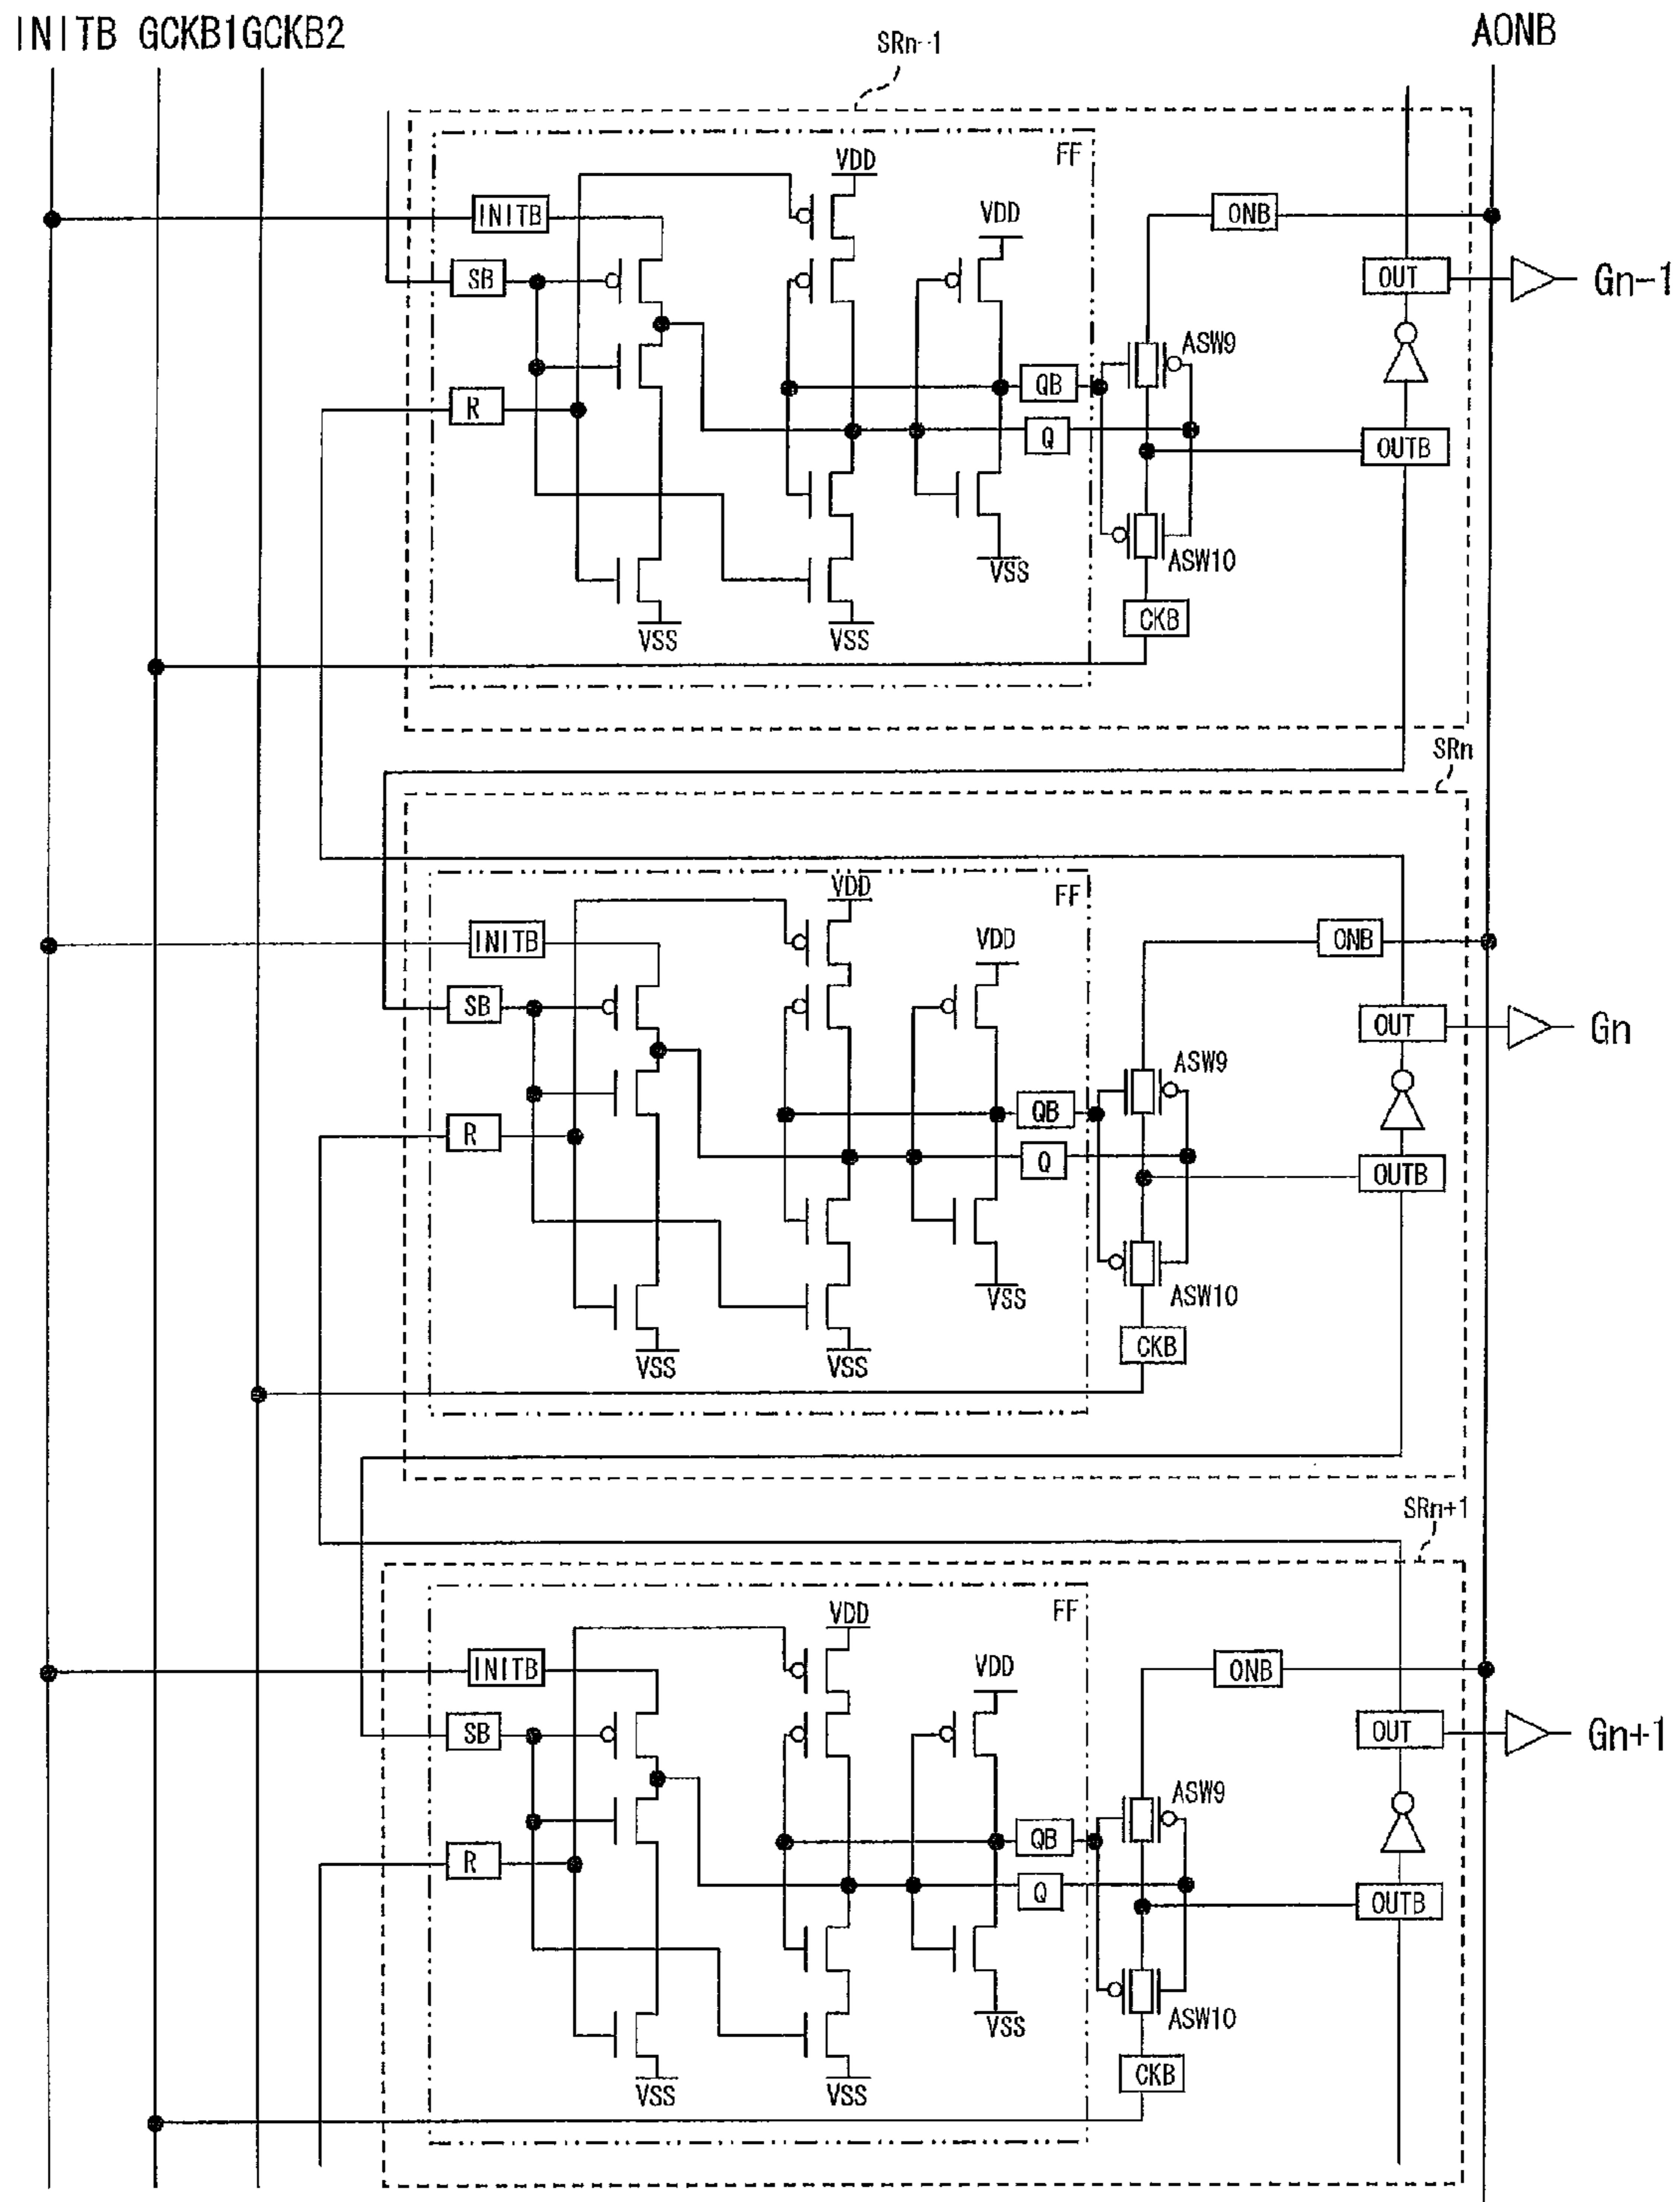 INITB GCKB1GCKB2 AONB
SRn-1
FF
VDD
INITB
ONB
VDD
SB
OUT
Gn-1
ASW9
QB
R
Q
OUTB
ASW10
VSS
CKB
VSS
VSS
SRn
VDD
FF
INITB
VDD
ONB
SB
OUT
Gn
ASW9
QB
R
Q
OUTB
ASW10
VSS
CKB
VSS
VSS
SRn+1
FF
VDD
INITB
VDD
ONB
SB
OUT
Gn+1
ASW9
QB
R
Q
OUTB
ASW10
VSS
CKB
VSS
VSS